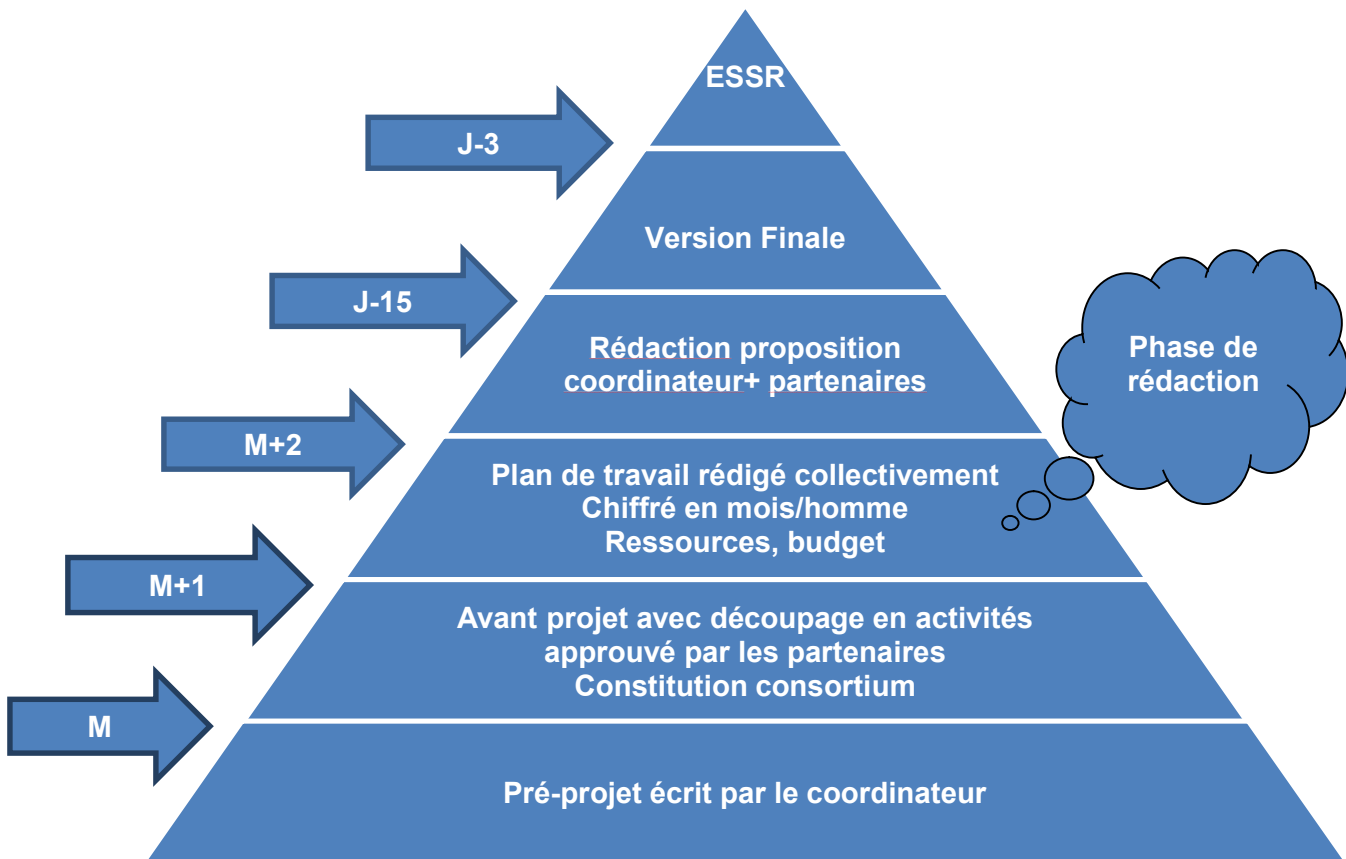 ESSR
J-3
Version Finale
J-15
Rédaction proposition
coordinateur+ partenaires
Phase de
rédaction
M+2
Plan de travail rédigé collectivement
Chiffré en mois/homme
Ressources, budget
M+1
Avant projet avec découpage en activités
approuvé par les partenaires
Constitution consortium
M
Pré-projet écrit par le coordinateur